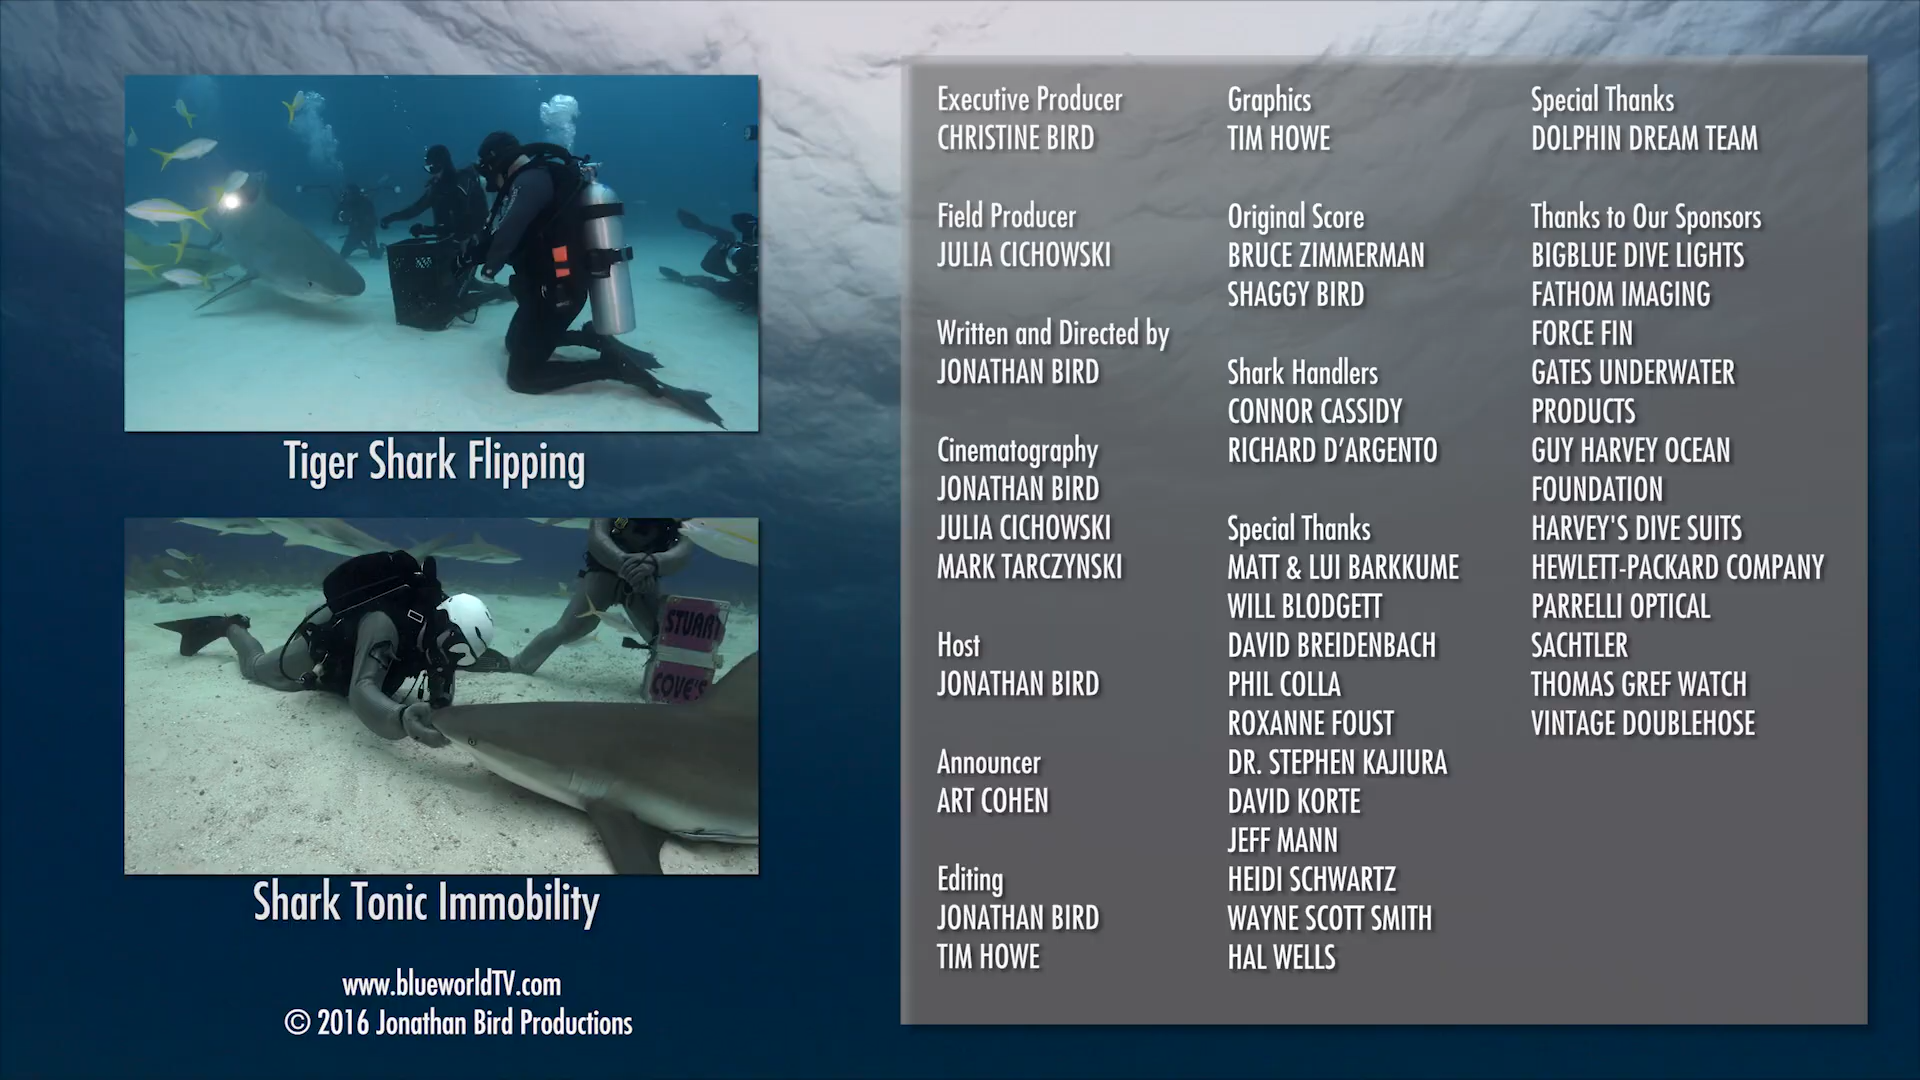 Tiger Shark Flipping
STUART
COVE'S
Shark Tonic Immobility
www.blueworldTV.com
© 2016 Jonathan Bird Productions
Executive Producer
CHRISTINE BIRD
Field Producer
JULIA CICHOWSKI
Written and Directed by
JONATHAN BIRD
Cinematography
JONATHAN BIRD
JULIA CICHOWSKI
MARK TARCZYNSKI
Host
JONATHAN BIRD
Announcer
ART COHEN
Editing
JONATHAN BIRD
TIM HOWE
Graphics
TIM HOWE
Original Score
BRUCE ZIMMERMAN
SHAGGY BIRD
Shark Handlers
CONNOR CASSIDY
RICHARD D’ARGENTO
Special Thanks
MATT & LUI BARKKUME
WILL BLODGETT
DAVID BREIDENBACH
PHIL COLLA
ROXANNE FOUST
DR. STEPHEN KAJIURA
DAVID KORTE
JEFF MANN
HEIDI SCHWARTZ
WAYNE SCOTT SMITH
HAL WELLS
Special Thanks
DOLPHIN DREAM TEAM
Thanks to Our Sponsors
BIGBLUE DIVE LIGHTS
FATHOM IMAGING
FORCE FIN
GATES UNDERWATER
PRODUCTS
GUY HARVEY OCEAN
FOUNDATION
HARVEY'S DIVE SUITS
HEWLETT-PACKARD COMPANY
PARRELLI OPTICAL
SACHTLER
THOMAS GREF WATCH
VINTAGE DOUBLEHOSE